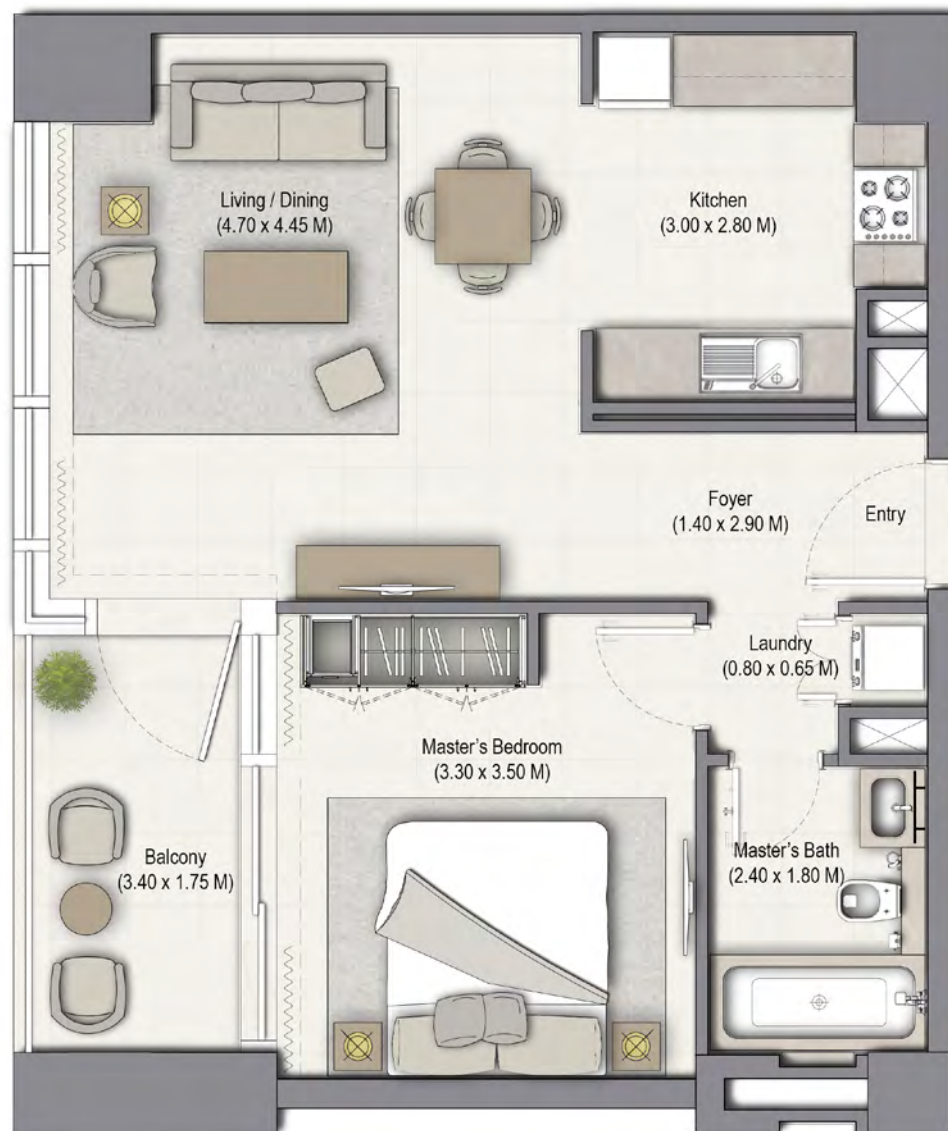 Living / Dining
(4.70 x 4.45 M)
Kitchen
(3.00 x 2.80 M)
Foyer
(1.40 x 2.90 M)
Entry
Laundry
(0.80 x 0.65 M)
Master's Bedroom
(3.30 x 3.50 M)
Balcony
(3.40 x 1.75 M)
Master's Bath
(2.40 x 1.80 M)